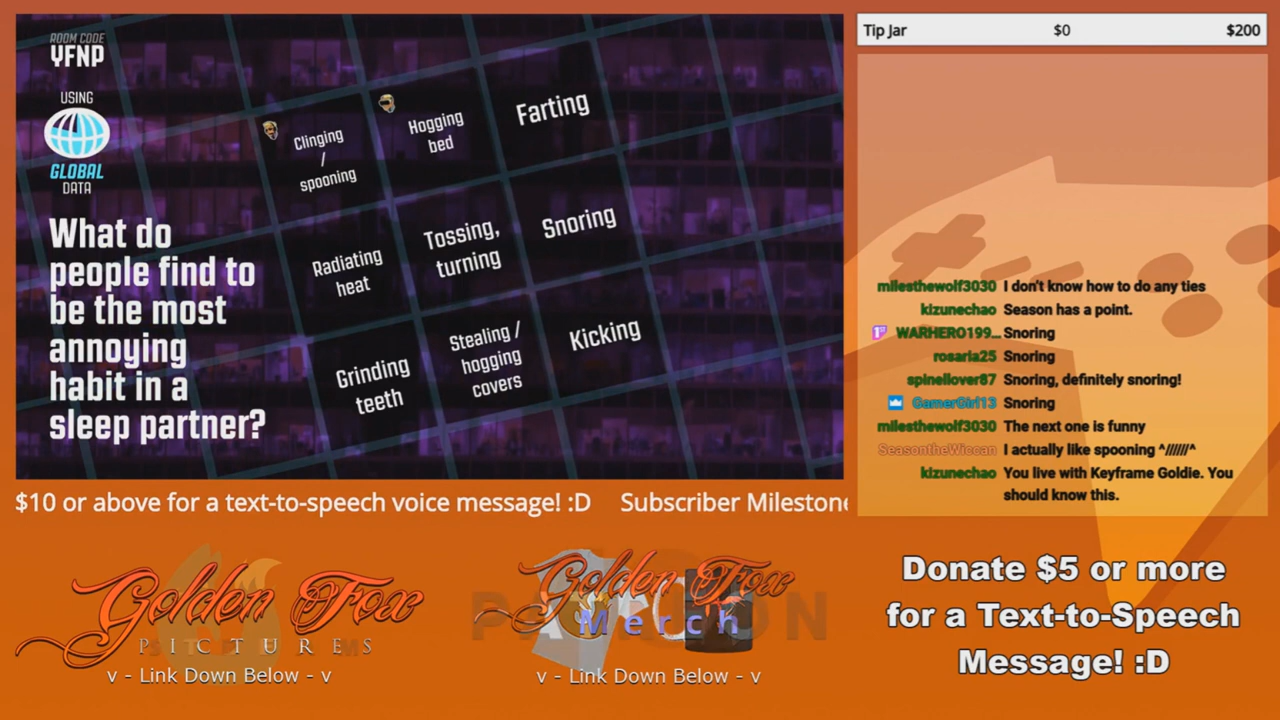 ROOM CODE
YFNP
USING
GLOBAL
DATA
What do
people find to
be the most
annoying
habit in a
sleep partner?
Clinging
/
spooning
Hogging
bed
Farting
Radiating
heat
Tossing,
turning
Snoring
Grinding
teeth
Stealing /
hogging
covers
Kicking
Tip Jar $0 $200
milesthewolf3030 I don't know how to do any ties
kizunechao Season has a point.
WARHERO199... Snoring
rosaria25 Snoring
spinellover87 Snoring, definitely snoring!
GamerGirl13 Snoring
milesthewolf3030 The next one is funny
SeasontheWiccan I actually like spooning ^//////^
kizunechao You live with Keyframe Goldie. You
should know this.
$10 or above for a text-to-speech voice message! :D Subscriber Milestone
Golden Fox
PICTURES
v - Link Down Below - v
Golden Fox
Merch
PATREON
v - Link Down Below - v
Donate $5 or more
for a Text-to-Speech
Message! :D